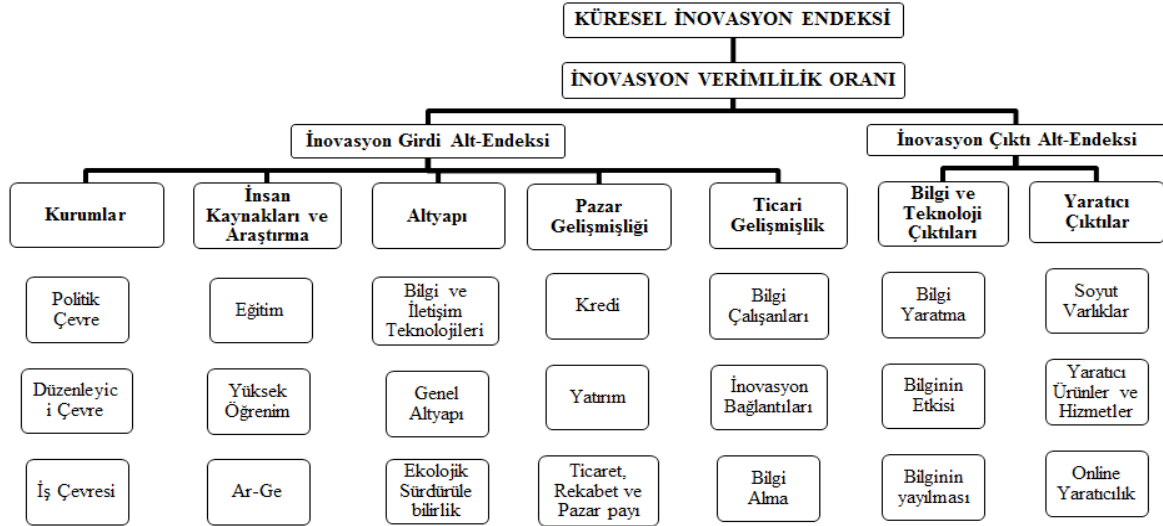 KÜRESEL İNOVASYON ENDEKSİ
İNOVASYON VERİMLİLİK ORANI
İnovasyon Girdi Alt-Endeksi
İnovasyon Çıktı Alt-Endeksi
Kurumlar
İnsan
Kaynakları ve
Araştırma
Altyapı
Pazar
Gelişmişliği
Ticari
Gelişmişlik
Bilgi ve
Teknoloji
Çıktıları
Yaratıcı
Çıktılar
Politik
Çevre
Eğitim
Bilgi ve
İletişim
Teknolojileri
Kredi
Bilgi
Çalışanları
Bilgi
Yaratma
Soyut
Varlıklar
Düzenleyic
i Çevre
Yüksek
Öğrenim
Genel
Altyapı
Yatırım
İnovasyon
Bağlantıları
Bilginin
Etkisi
Yaratıcı
Ürünler ve
Hizmetler
İş Çevresi
Ar-Ge
Ekolojik
Sürdürüle
bilirlik
Ticaret,
Rekabet ve
Pazar payı
Bilgi
Alma
Bilginin
yayılması
Online
Yaratıcılık